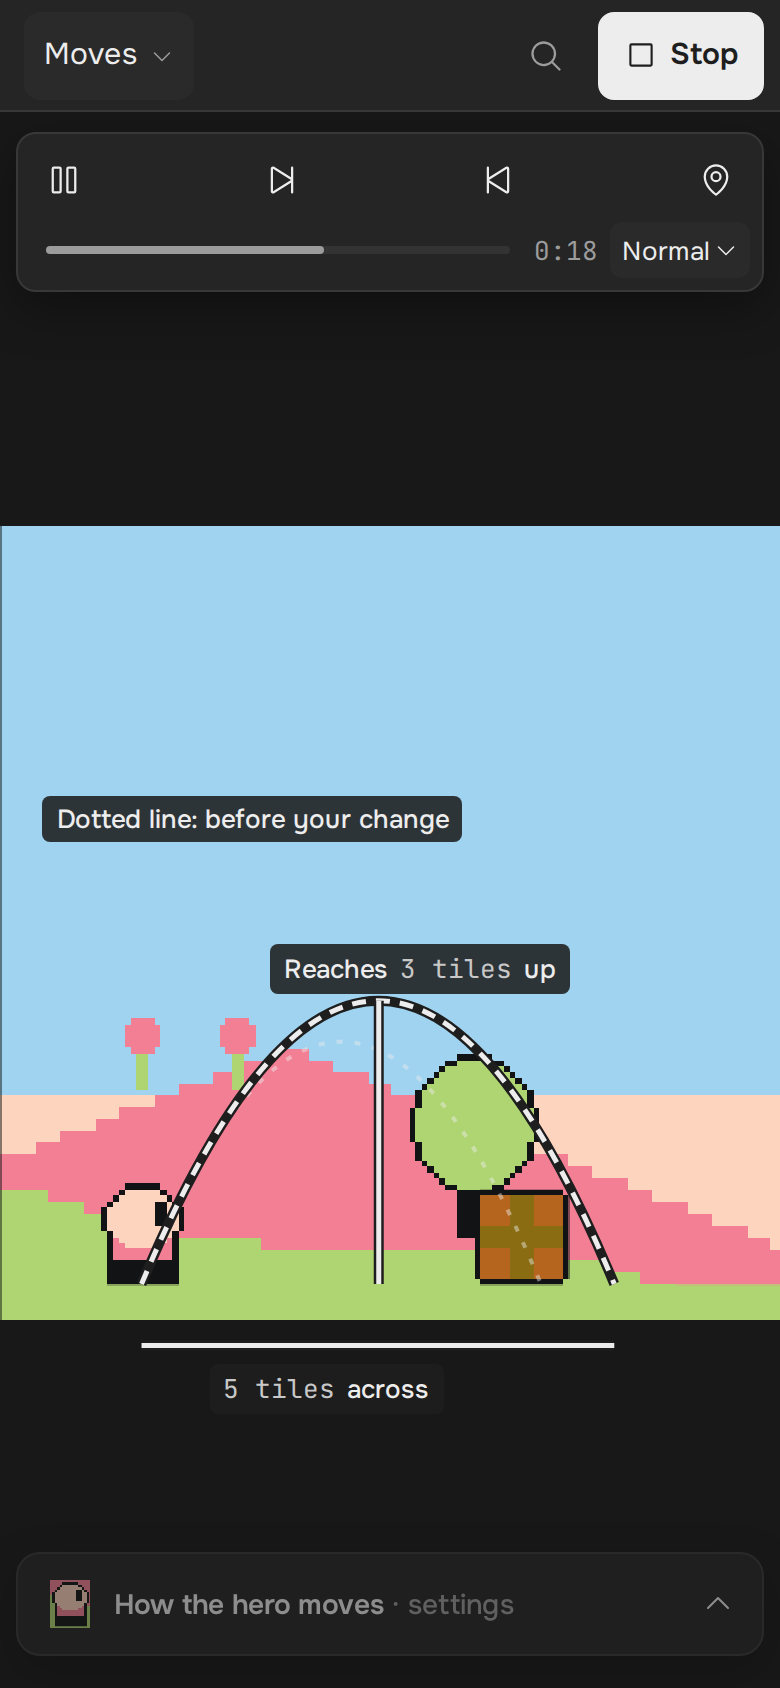 Moves
Stop
0:18
Normal
Dotted line: before your change
Reaches 3 tiles up
5 tiles across
How the hero moves · settings